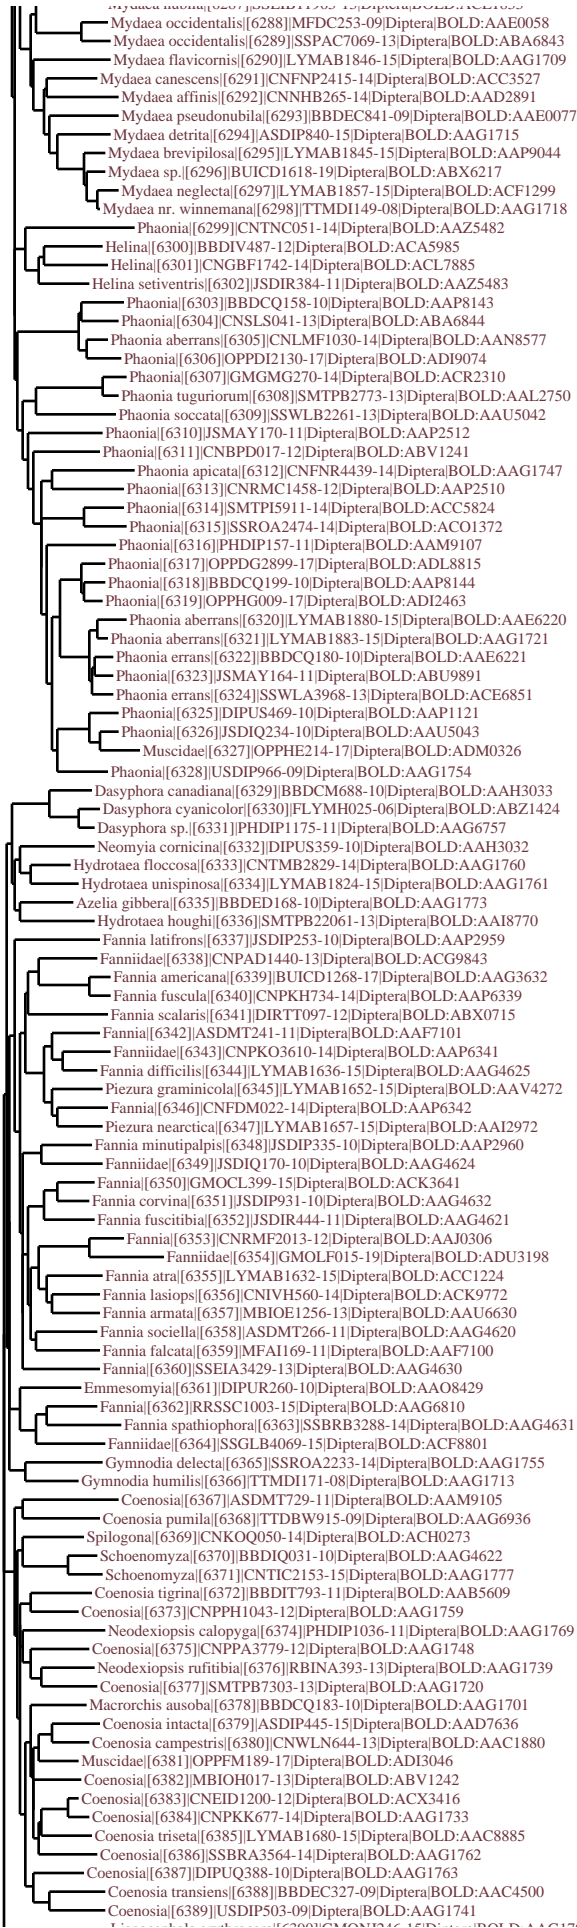 Mydaea occidentalis|[6288]|MFDC253-09|Diptera|BOLD:AAE0058
Mydaea occidentalis|[6289]|SSPAC7069-13|Diptera|BOLD:ABA6843
Mydaea flavicornis|[6290]|LYMAB1846-15|Diptera|BOLD:AAG1709
Mydaea canescens|[6291]|CNFNP2415-14|Diptera|BOLD:ACC3527
Mydaea affinis|[6292]|CNNHB265-14|Diptera|BOLD:AAD2891
Mydaea pseudonubila|[6293]|BBDEC841-09|Diptera|BOLD:AAE0077
Mydaea detrita|[6294]|ASDIP840-15|Diptera|BOLD:AAG1715
Mydaea brevipilosa|[6295]|LYMAB1845-15|Diptera|BOLD:AAP9044
Mydaea sp.|[6296]|BUICD1618-19|Diptera|BOLD:ABX6217
Mydaea neglecta|[6297]|LYMAB1857-15|Diptera|BOLD:ACF1299
Mydaea nr. winnemana|[6298]|TTMDI149-08|Diptera|BOLD:AAG1718
Phaonia|[6299]|CNTNC051-14|Diptera|BOLD:AAZ5482
Helina|[6300]|BBDIV487-12|Diptera|BOLD:ACA5985
Helina|[6301]|CNGBF1742-14|Diptera|BOLD:ACL7885
Helina setiventris|[6302]|JSDIR384-11|Diptera|BOLD:AAZ5483
Phaonia|[6303]|BBDCQ158-10|Diptera|BOLD:AAP8143
Phaonia|[6304]|CNSLS041-13|Diptera|BOLD:ABA6844
Phaonia aberrans|[6305]|CNLMF1030-14|Diptera|BOLD:AAN8577
Phaonia|[6306]|OPPDI2130-17|Diptera|BOLD:ADI9074
Phaonia|[6307]|GMGMG270-14|Diptera|BOLD:ACR2310
Phaonia tuguriorum|[6308]|SMTPB2773-13|Diptera|BOLD:AAL2750
Phaonia soccata|[6309]|SSWLB2261-13|Diptera|BOLD:AAU5042
Phaonia|[6310]|JSMAY170-11|Diptera|BOLD:AAP2512
Phaonia|[6311]|CNBPD017-12|Diptera|BOLD:ABV1241
Phaonia apicata|[6312]|CNFNR4439-14|Diptera|BOLD:AAG1747
Phaonia|[6313]|CNRMC1458-12|Diptera|BOLD:AAP2510
Phaonia|[6314]|SMTPI5911-14|Diptera|BOLD:ACC5824
Phaonia|[6315]|SSROA2474-14|Diptera|BOLD:ACO1372
Phaonia|[6316]|PHDIP157-11|Diptera|BOLD:AAM9107
Phaonia|[6317]|OPPDG2899-17|Diptera|BOLD:ADL8815
Phaonia|[6318]|BBDCQ199-10|Diptera|BOLD:AAP8144
Phaonia|[6319]|OPPHG009-17|Diptera|BOLD:ADI2463
Phaonia aberrans|[6320]|LYMAB1880-15|Diptera|BOLD:AAE6220
Phaonia aberrans|[6321]|LYMAB1883-15|Diptera|BOLD:AAG1721
Phaonia errans|[6322]|BBDCQ180-10|Diptera|BOLD:AAE6221
Phaonia|[6323]|JSMAY164-11|Diptera|BOLD:ABU9891
Phaonia errans|[6324]|SSWLA3968-13|Diptera|BOLD:ACE6851
Phaonia|[6325]|DIPUS469-10|Diptera|BOLD:AAP1121
Phaonia|[6326]|JSDIQ234-10|Diptera|BOLD:AAU5043
Muscidae|[6327]|OPPHE214-17|Diptera|BOLD:ADM0326
Phaonia|[6328]|USDIP966-09|Diptera|BOLD:AAG1754
Dasyphora canadiana|[6329]|BBDCM688-10|Diptera|BOLD:AAH3033
Dasyphora cyanicolor|[6330]|FLYMH025-06|Diptera|BOLD:ABZ1424
Dasyphora sp.|[6331]|PHDIP1175-11|Diptera|BOLD:AAG6757
Neomyia cornicina|[6332]|DIPUS359-10|Diptera|BOLD:AAH3032
Hydrotaea floccosa|[6333]|CNTMB2829-14|Diptera|BOLD:AAG1760
Hydrotaea unispinosa|[6334]|LYMAB1824-15|Diptera|BOLD:AAG1761
Azelia gibbera|[6335]|BBDED168-10|Diptera|BOLD:AAG1773
Hydrotaea houghi|[6336]|SMTPB22061-13|Diptera|BOLD:AAI8770
Fannia latifrons|[6337]|JSDIP253-10|Diptera|BOLD:AAP2959
Fanniidae|[6338]|CNPAD1440-13|Diptera|BOLD:ACG9843
Fannia americana|[6339]|BUICD1268-17|Diptera|BOLD:AAG3632
Fannia fuscula|[6340]|CNPKH734-14|Diptera|BOLD:AAP6339
Fannia scalaris|[6341]|DIRTT097-12|Diptera|BOLD:ABX0715
Fannia|[6342]|ASDMT241-11|Diptera|BOLD:AAF7101
Fanniidae|[6343]|CNPKO3610-14|Diptera|BOLD:AAP6341
Fannia difficilis|[6344]|LYMAB1636-15|Diptera|BOLD:AAG4625
Piezura graminicola|[6345]|LYMAB1652-15|Diptera|BOLD:AAV4272
Fannia|[6346]|CNFDM022-14|Diptera|BOLD:AAP6342
Piezura nearctica|[6347]|LYMAB1657-15|Diptera|BOLD:AAI2972
Fannia minutipalpis|[6348]|JSDIP335-10|Diptera|BOLD:AAP2960
Fanniidae|[6349]|JSDIQ170-10|Diptera|BOLD:AAG4624
Fannia|[6350]|GMOCL399-15|Diptera|BOLD:ACK3641
Fannia corvina|[6351]|JSDIP931-10|Diptera|BOLD:AAG4632
Fannia fuscitibia|[6352]|JSDIR444-11|Diptera|BOLD:AAG4621
Fannia|[6353]|CNRMF2013-12|Diptera|BOLD:AAJ0306
Fanniidae|[6354]|GMOLF015-19|Diptera|BOLD:ADU3198
Fannia atra|[6355]|LYMAB1632-15|Diptera|BOLD:ACC1224
Fannia lasiops|[6356]|CNIVH560-14|Diptera|BOLD:ACK9772
Fannia armata|[6357]|MBIOE1256-13|Diptera|BOLD:AAU6630
Fannia sociella|[6358]|ASDMT266-11|Diptera|BOLD:AAG4620
Fannia falcata|[6359]|MFAI169-11|Diptera|BOLD:AAF7100
Fannia|[6360]|SSEIA3429-13|Diptera|BOLD:AAG4630
Emmesomyia|[6361]|DIPUR260-10|Diptera|BOLD:AAO8429
Fannia|[6362]|RRSSC1003-15|Diptera|BOLD:AAG6810
Fannia spathiophora|[6363]|SSBRB3288-14|Diptera|BOLD:AAG4631
Fanniidae|[6364]|SSGLB4069-15|Diptera|BOLD:ACF8801
Gymnodia delecta|[6365]|SSROA2233-14|Diptera|BOLD:AAG1755
Gymnodia humilis|[6366]|TTMDI171-08|Diptera|BOLD:AAG1713
Coenosia|[6367]|ASDMT729-11|Diptera|BOLD:AAM9105
Coenosia pumila|[6368]|TTDBW915-09|Diptera|BOLD:AAG6936
Spilogona|[6369]|CNKOQ050-14|Diptera|BOLD:ACH0273
Schoenomyza|[6370]|BBDIQ031-10|Diptera|BOLD:AAG4622
Schoenomyza|[6371]|CNTIC2153-15|Diptera|BOLD:AAG1777
Coenosia tigrina|[6372]|BBDIT793-11|Diptera|BOLD:AAB5609
Coenosia|[6373]|CNPPH1043-12|Diptera|BOLD:AAG1759
Neodexiopsis calopyga|[6374]|PHDIP1036-11|Diptera|BOLD:AAG1769
Coenosia|[6375]|CNPPA3779-12|Diptera|BOLD:AAG1748
Neodexiopsis rufitibia|[6376]|RBINA393-13|Diptera|BOLD:AAG1739
Coenosia|[6377]|SMTPB7303-13|Diptera|BOLD:AAG1720
Macrorchis ausoba|[6378]|BBDCQ183-10|Diptera|BOLD:AAG1701
Coenosia intacta|[6379]|ASDIP445-15|Diptera|BOLD:AAD7636
Coenosia campestris|[6380]|CNWLN644-13|Diptera|BOLD:AAC1880
Muscidae|[6381]|OPPFM189-17|Diptera|BOLD:ADI3046
Coenosia|[6382]|MBIOH017-13|Diptera|BOLD:ABV1242
Coenosia|[6383]|CNEID1200-12|Diptera|BOLD:ACX3416
Coenosia|[6384]|CNPKK677-14|Diptera|BOLD:AAG1733
Coenosia triseta|[6385]|LYMAB1680-15|Diptera|BOLD:AAC8885
Coenosia|[6386]|SSBRA3564-14|Diptera|BOLD:AAG1762
Coenosia|[6387]|DIPUQ388-10|Diptera|BOLD:AAG1763
Coenosia transiens|[6388]|BBDEC327-09|Diptera|BOLD:AAC4500
Coenosia|[6389]|USDIP503-09|Diptera|BOLD:AAG1741